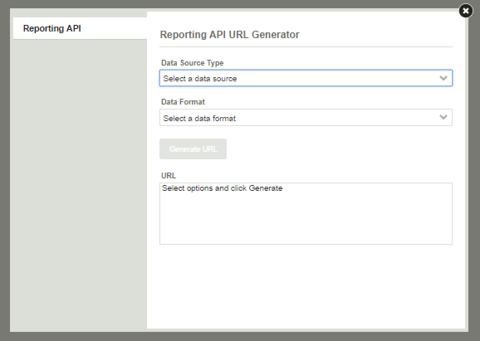 Reporting API
Reporting API URL Generator
Data Source Type
Select a data source
Data Format
Select a data format
Generate URL
URL
Select options and click Generate